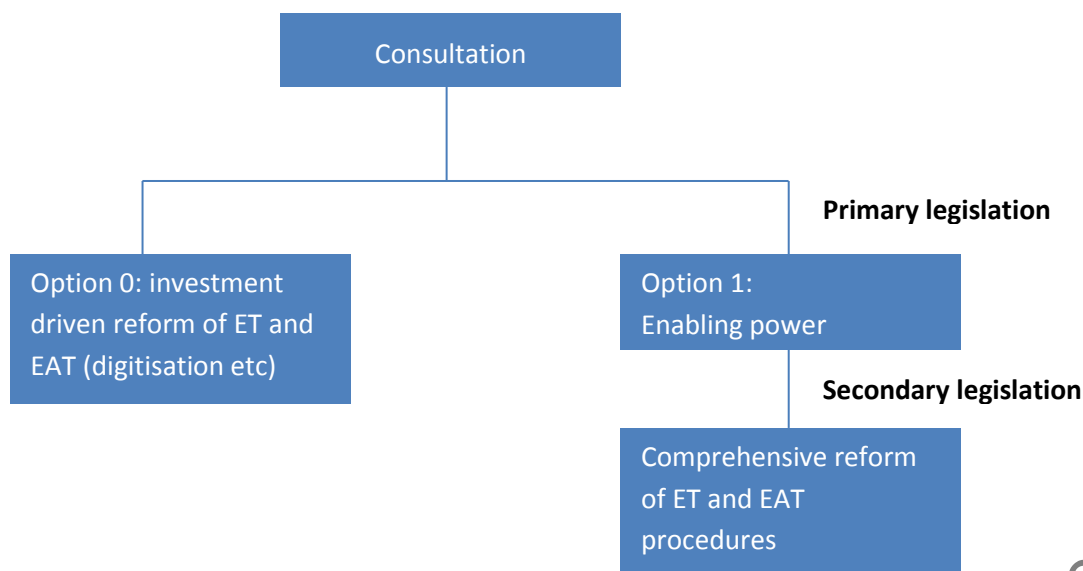 Consultation
Primary legislation
Option 0: investment
driven reform of ET and
EAT (digitisation etc)
Option 1:
Enabling power
Secondary legislation
Comprehensive reform
of ET and EAT
procedures